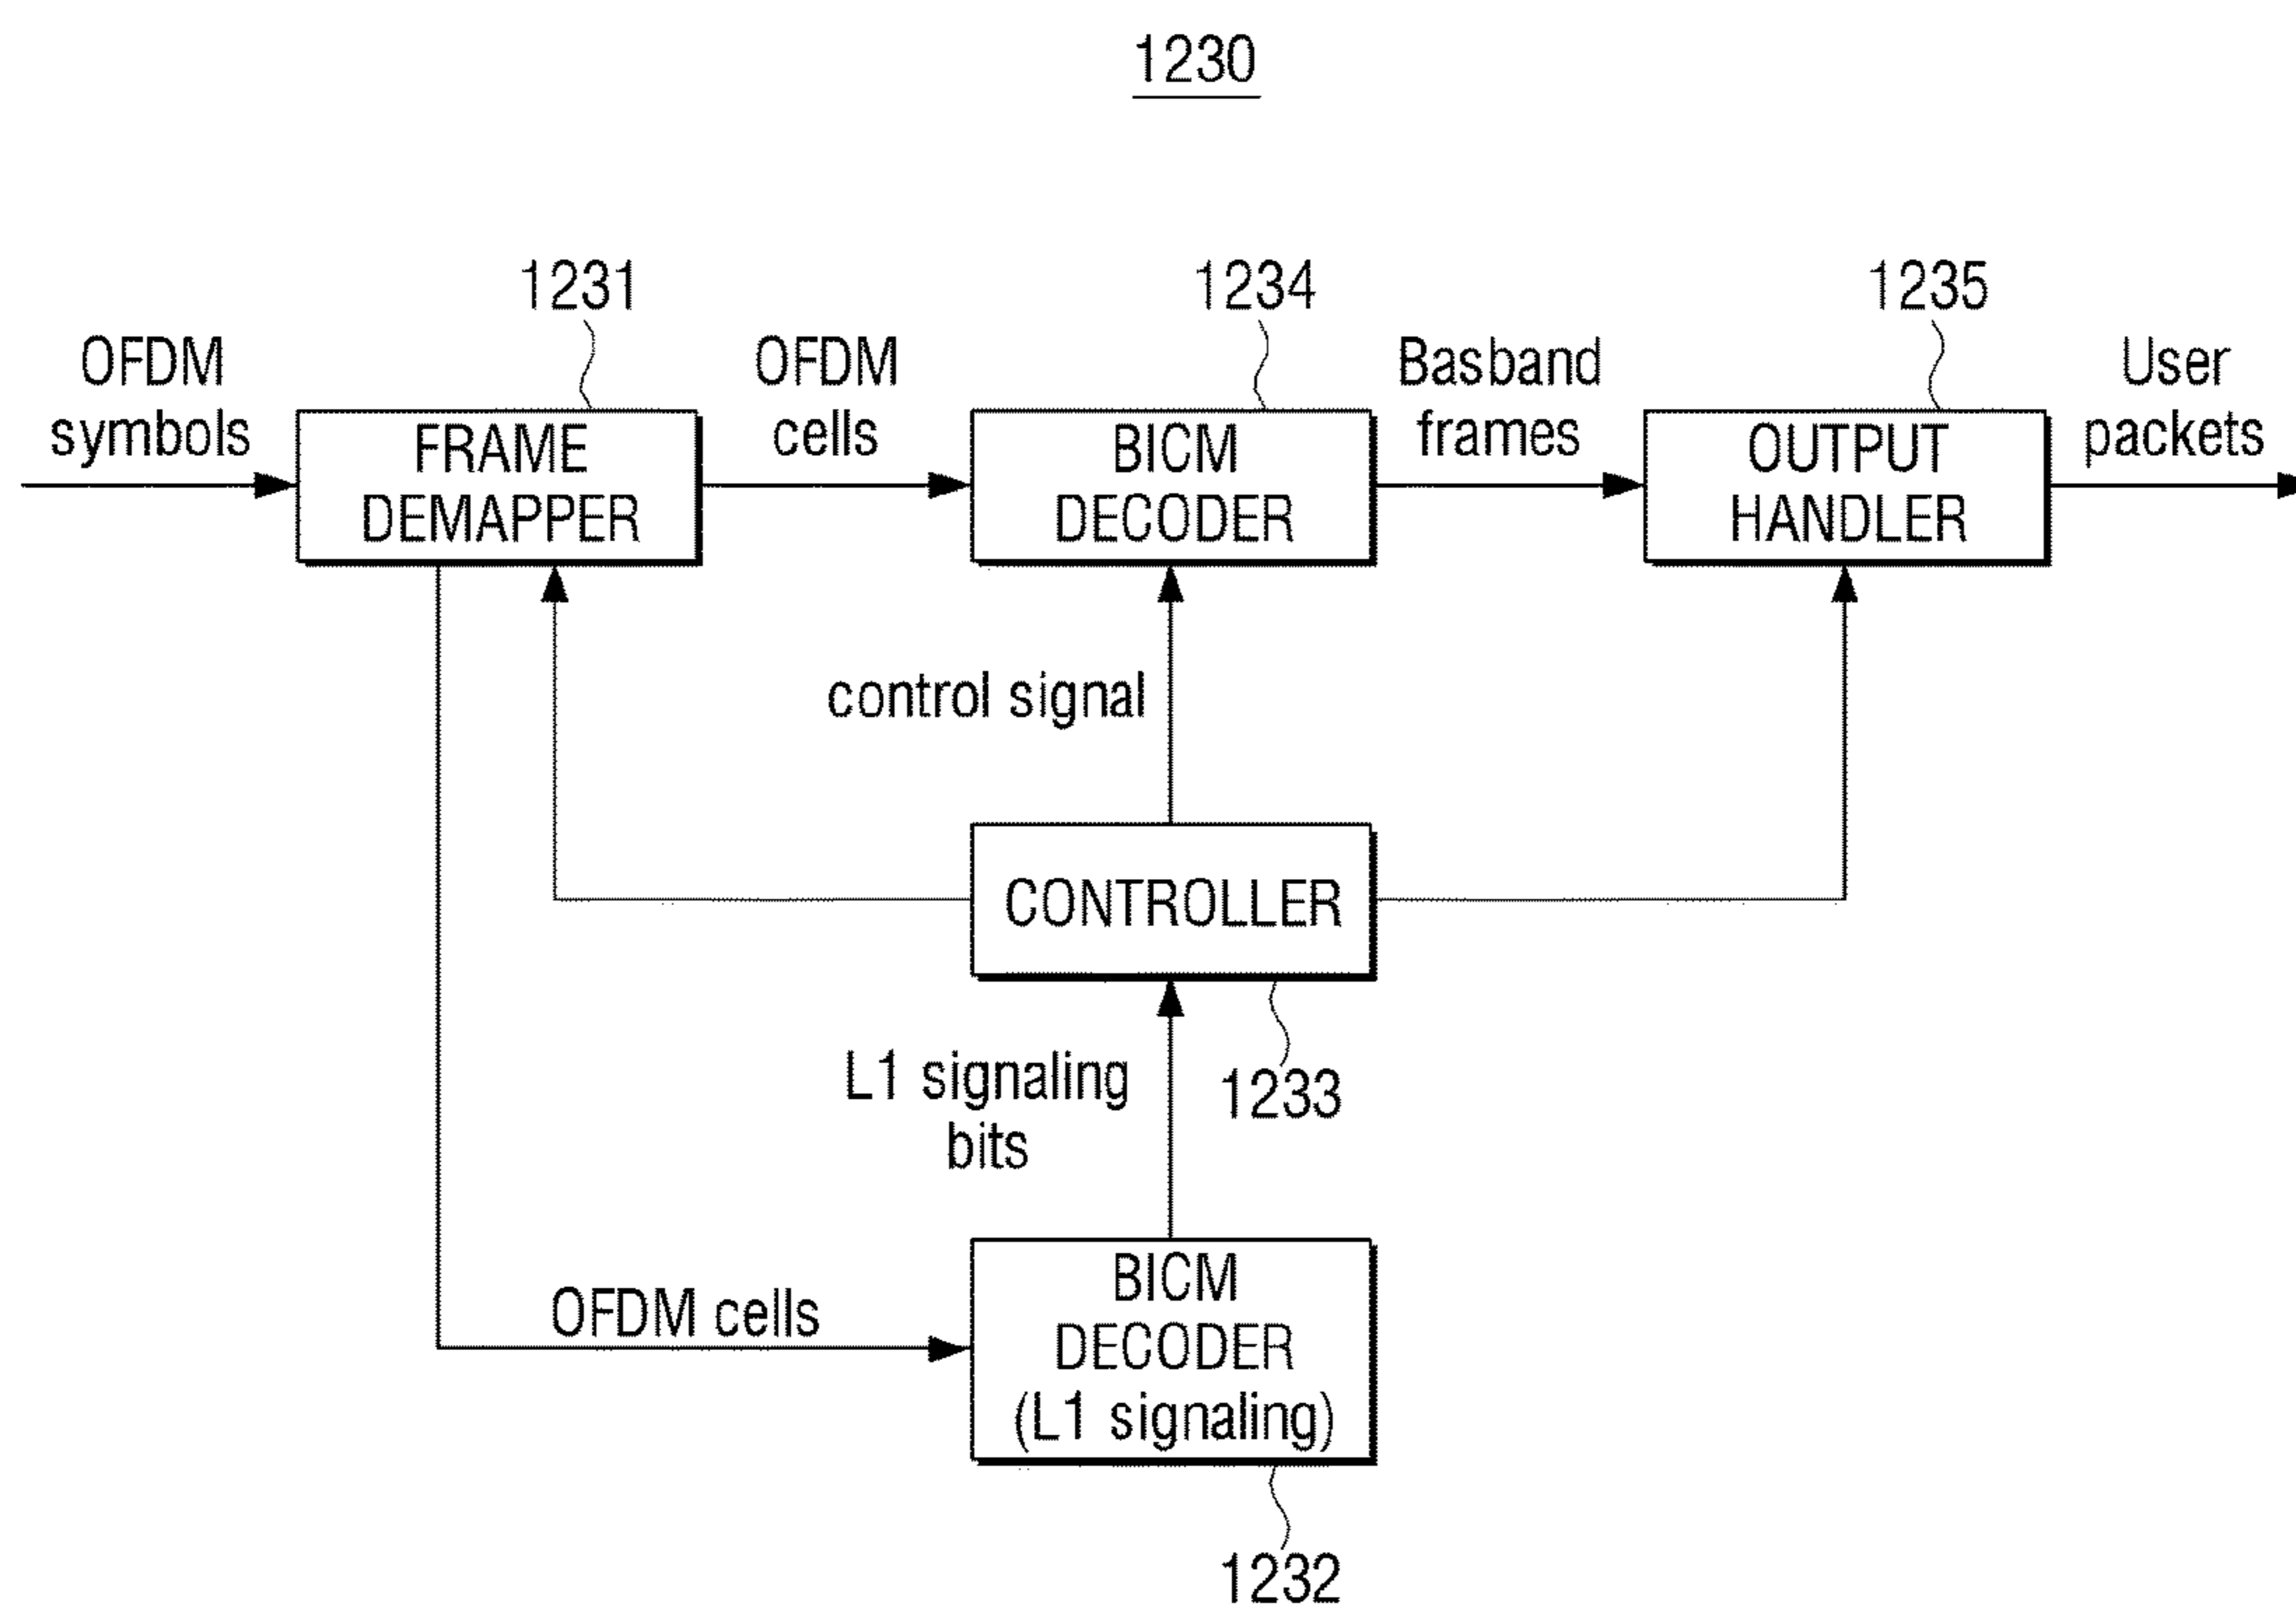 1230
1231
1234
1235
OFDM
symbols
OFDM
cells
Basband
frames
User
packets
FRAME
DEMAPPER
BICM
DECODER
OUTPUT
HANDLER
control signal
CONTROLLER
L1 signaling
bits
1233
OFDM cells
BICM
DECODER
(L1 signaling)
1232